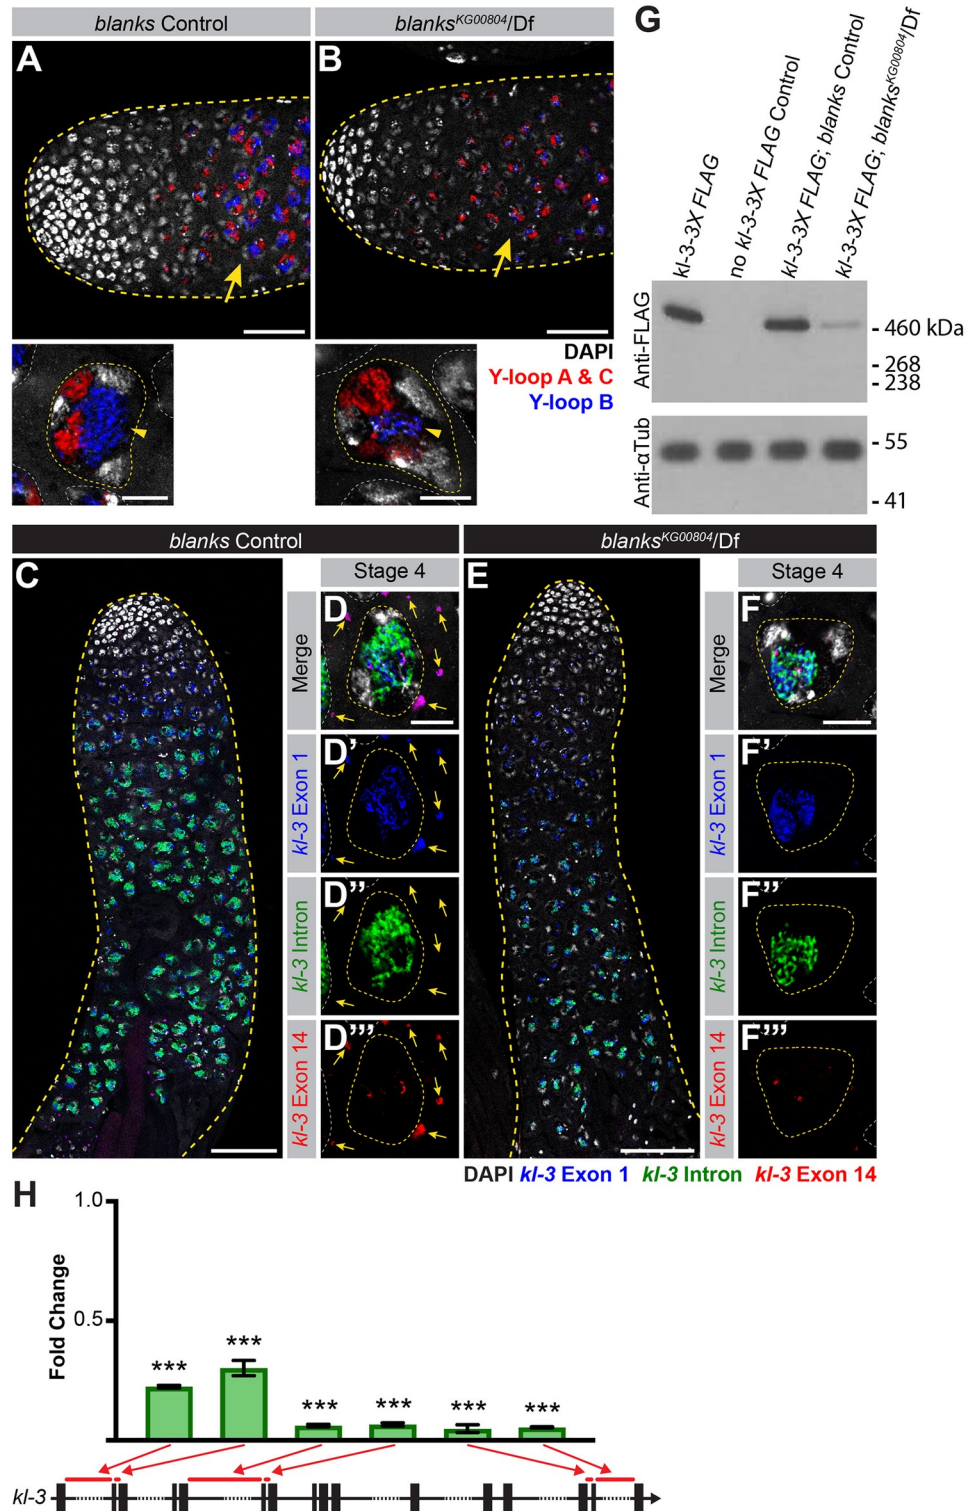 blanks Control
blanksKG00804/Df
A
B
DAPI
Y-loop A & C
Y-loop B
G
kl-3-3X FLAG
no kl-3-3X FLAG Control
kl-3-3X FLAG; blanks Control
kl-3-3X FLAG; blanksKG00804/Df
Anti-FLAG
- 460 kDa
- 268
- 238
Anti-αTub
- 55
- 41
blanks Control
blanksKG00804/Df
C
Stage 4
D
Merge
D'
kl-3 Exon 1
D''
kl-3 Intron
D'''
kl-3 Exon 14
E
Stage 4
F
Merge
F'
kl-3 Exon 1
F''
kl-3 Intron
F'''
kl-3 Exon 14
DAPI kl-3 Exon 1 kl-3 Intron kl-3 Exon 14
H
Fold Change
1.0
0.5
*** *** *** *** *** ***
kl-3